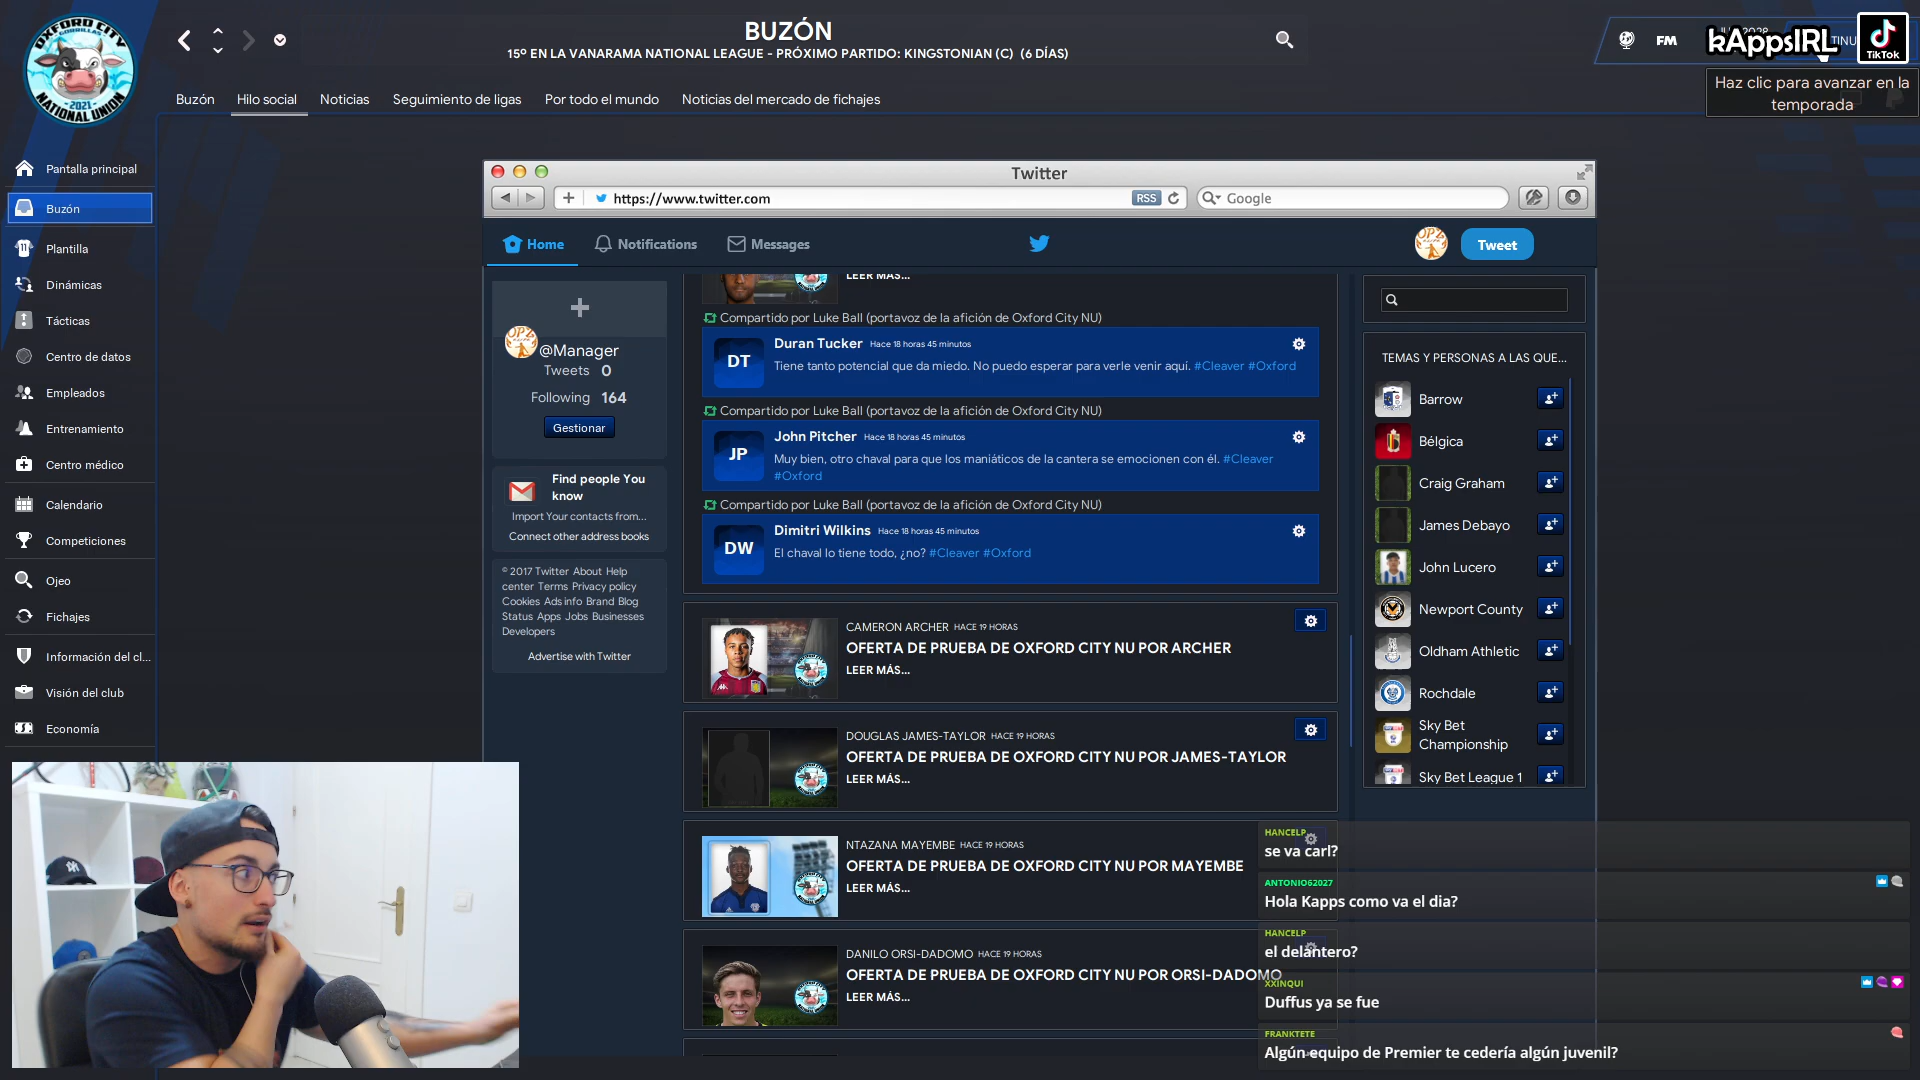 OXFORD CITY
GORRILLAS
- 2021 -
NATIONAL UNION
BUZÓN
15º EN LA VANARAMA NATIONAL LEAGUE - PRÓXIMO PARTIDO: KINGSTONIAN (C) (6 DÍAS)
FM
kAppsIRL
TikTok
Haz clic para avanzar en la
temporada
Buzón
Hilo social
Noticias
Seguimiento de ligas
Por todo el mundo
Noticias del mercado de fichajes
Pantalla principal
Buzón
Plantilla
Dinámicas
Tácticas
Centro de datos
Empleados
Entrenamiento
Centro médico
Calendario
Competiciones
Ojeo
Fichajes
Información del cl...
Visión del club
Economía
Twitter
https://www.twitter.com
RSS
Google
Home
Notifications
Messages
Tweet
@Manager
Tweets 0
Following 164
Gestionar
Find people You
know
Import Your contacts from...
Connect other address books
© 2017 Twitter About Help
center Terms Privacy policy
Cookies Ads info Brand Blog
Status Apps Jobs Businesses
Developers
Advertise with Twitter
LEER MÁS...
Compartido por Luke Ball (portavoz de la afición de Oxford City NU)
DT
Duran Tucker Hace 18 horas 45 minutos
Tiene tanto potencial que da miedo. No puedo esperar para verle venir aquí. #Cleaver #Oxford
Compartido por Luke Ball (portavoz de la afición de Oxford City NU)
JP
John Pitcher Hace 18 horas 45 minutos
Muy bien, otro chaval para que los maniáticos de la cantera se emocionen con él. #Cleaver
#Oxford
Compartido por Luke Ball (portavoz de la afición de Oxford City NU)
DW
Dimitri Wilkins Hace 18 horas 45 minutos
El chaval lo tiene todo, ¿no? #Cleaver #Oxford
CAMERON ARCHER HACE 19 HORAS
OFERTA DE PRUEBA DE OXFORD CITY NU POR ARCHER
LEER MÁS...
DOUGLAS JAMES-TAYLOR HACE 19 HORAS
OFERTA DE PRUEBA DE OXFORD CITY NU POR JAMES-TAYLOR
LEER MÁS...
NTAZANA MAYEMBE HACE 19 HORAS
OFERTA DE PRUEBA DE OXFORD CITY NU POR MAYEMBE
LEER MÁS...
DANILO ORSI-DADOMO HACE 19 HORAS
OFERTA DE PRUEBA DE OXFORD CITY NU POR ORSI-DADOMO
LEER MÁS...
TEMAS Y PERSONAS A LAS QUE...
Barrow
Bélgica
Craig Graham
James Debayo
John Lucero
Newport County
Oldham Athletic
Rochdale
Sky Bet
Championship
Sky Bet League 1
HANCELP
se va carl?
ANTONIO62027
Hola Kapps como va el dia?
HANCELP
el delantero?
XXINQUI
Duffus ya se fue
FRANKTETE
Algún equipo de Premier te cedería algún juvenil?